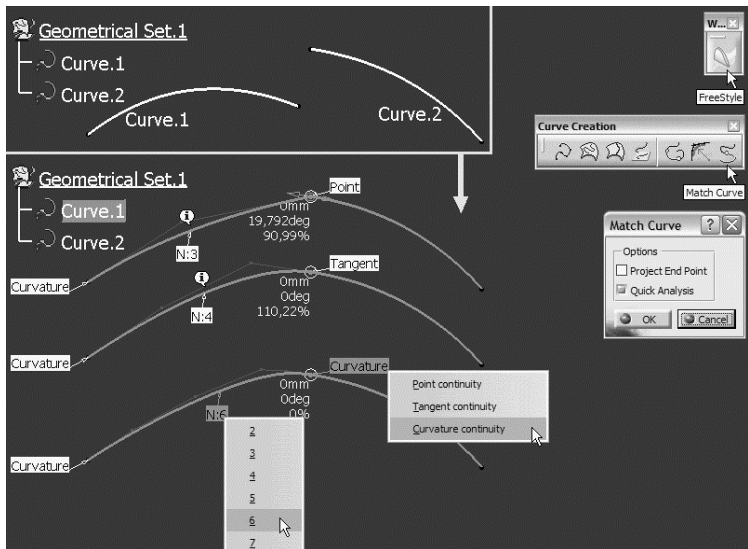 Geometrical Set.1
Curve.1
Curve.2
Curve.1
Curve.2
W...
FreeStyle
Curve Creation
Match Curve
Geometrical Set.1
Curve.1
Curve.2
Point
0mm
19,792deg
90,99%
N:3
Curvature
Tangent
0mm
0deg
110,22%
N:4
Curvature
Curvature
0mm
0deg
0%
N:6
Curvature
Point continuity
Tangent continuity
Curvature continuity
2
3
4
5
6
7
Match Curve
Options
Project End Point
Quick Analysis
OK
Cancel